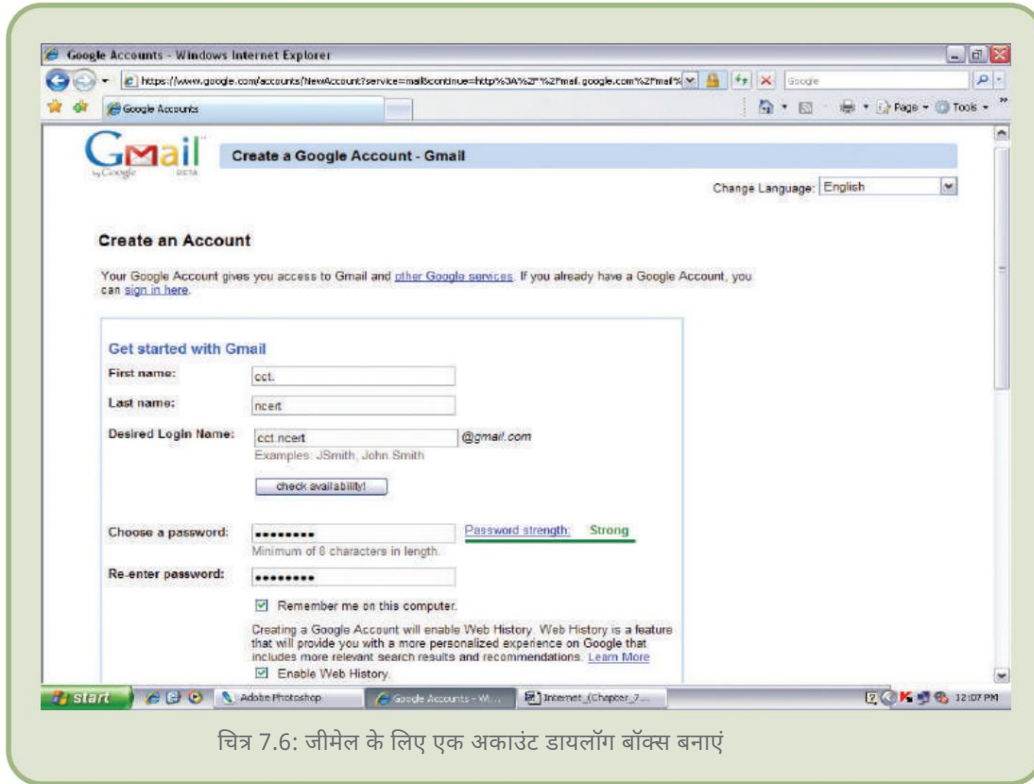 Google Accounts - Windows Internet Explorer
Google
Google Accounts
Page
Tools
Gmail
by Google BETA
Create a Google Account - Gmail
Change Language: English
Create an Account
Your Google Account gives you access to Gmail and other Google services. If you already have a Google Account, you
can sign in here.
Get started with Gmail
First name: cct.
Last name: ncert
Desired Login Name: cct.ncert @gmail.com
Examples: JSmith, John.Smith
check availability!
Choose a password: •••••••• Password strength: Strong
Minimum of 8 characters in length.
Re-enter password: ••••••••
Remember me on this computer.
Creating a Google Account will enable Web History. Web History is a feature
that will provide you with a more personalized experience on Google that
includes more relevant search results and recommendations. Learn More
Enable Web History.
start Adobe Photoshop Google Accounts - Wi... Internet_(Chapter_7... 12:07 PM
चित्र 7.6: जीमेल के लिए एक अकाउंट डायलॉग बॉक्स बनाएं